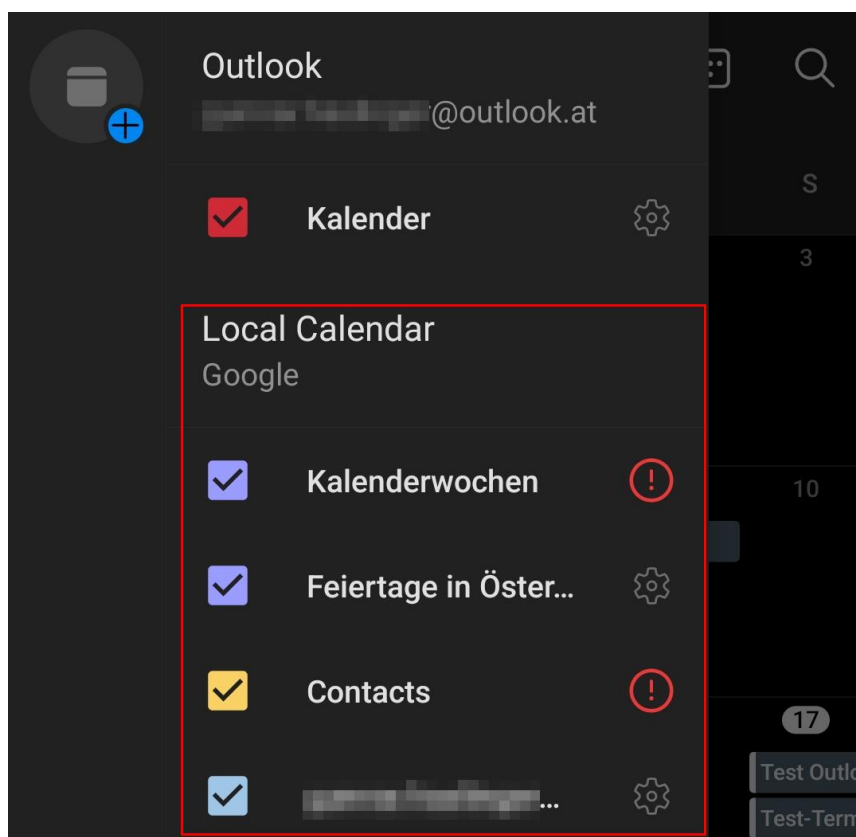 Outlook
@outlook.at
S
Kalender
3
Local Calendar
Google
Kalenderwochen
10
Feiertage in Öster...
Contacts
17
Test Outlo
...
Test-Term